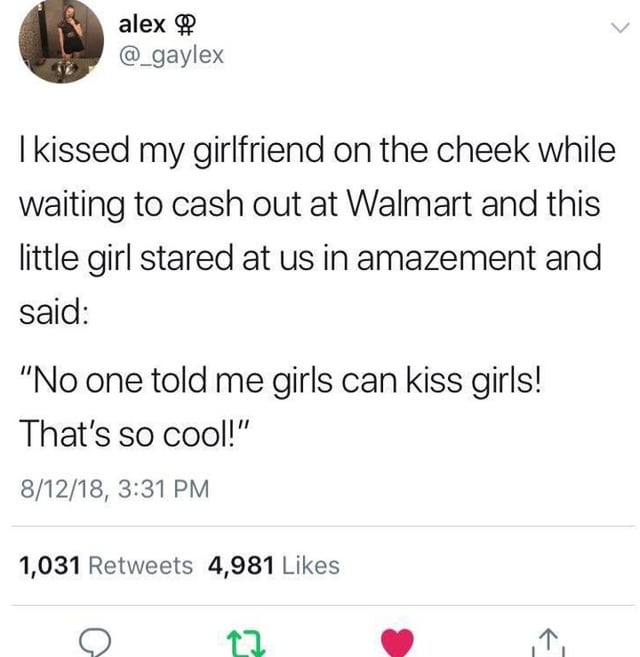 alex ⚢
@_gaylex
I kissed my girlfriend on the cheek while
waiting to cash out at Walmart and this
little girl stared at us in amazement and
said:
"No one told me girls can kiss girls!
That's so cool!"
8/12/18, 3:31 PM
1,031 Retweets 4,981 Likes